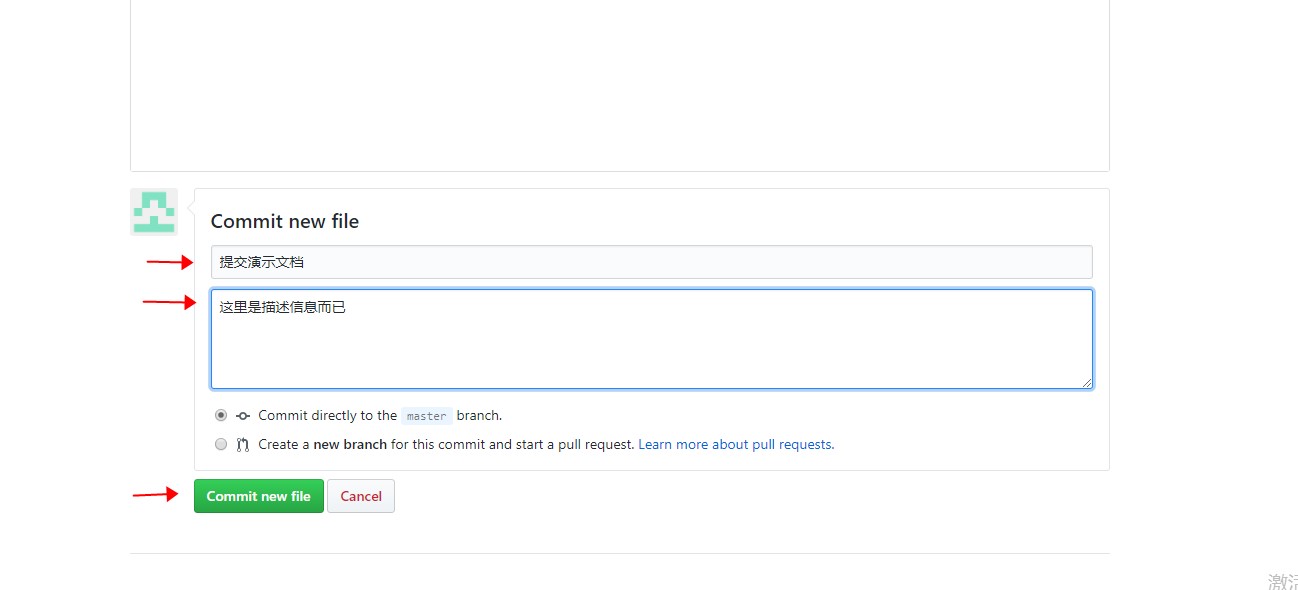 Commit new file
提交演示文档
这里是描述信息而已
Commit directly to the master branch.
Create a new branch for this commit and start a pull request. Learn more about pull requests.
Commit new file Cancel
激活